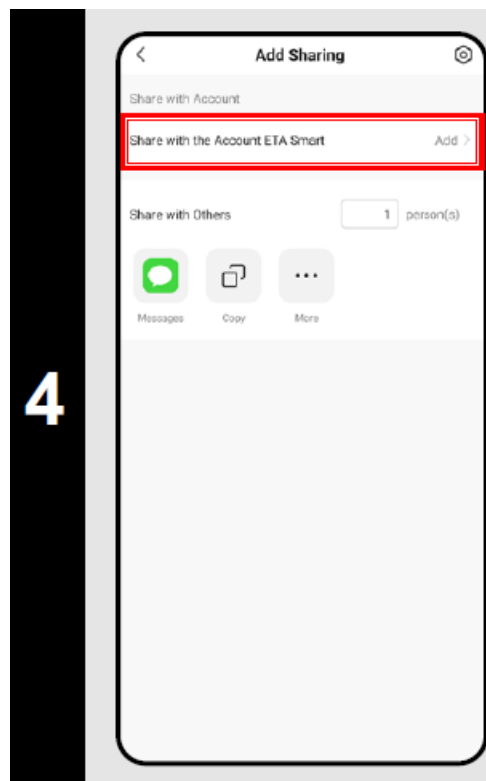 Add Sharing
Share with Account
Share with the Account ETA Smart Add >
Share with Others 1 person(s)
Messages Copy More
4